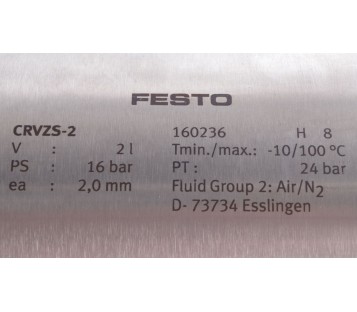 FESTO
CRVZS-2 160236 H 8
V : 2 l Tmin./max.: -10/100 °C
PS : 16 bar PT : 24 bar
ea : 2,0 mm Fluid Group 2: Air/N₂
D- 73734 Esslingen